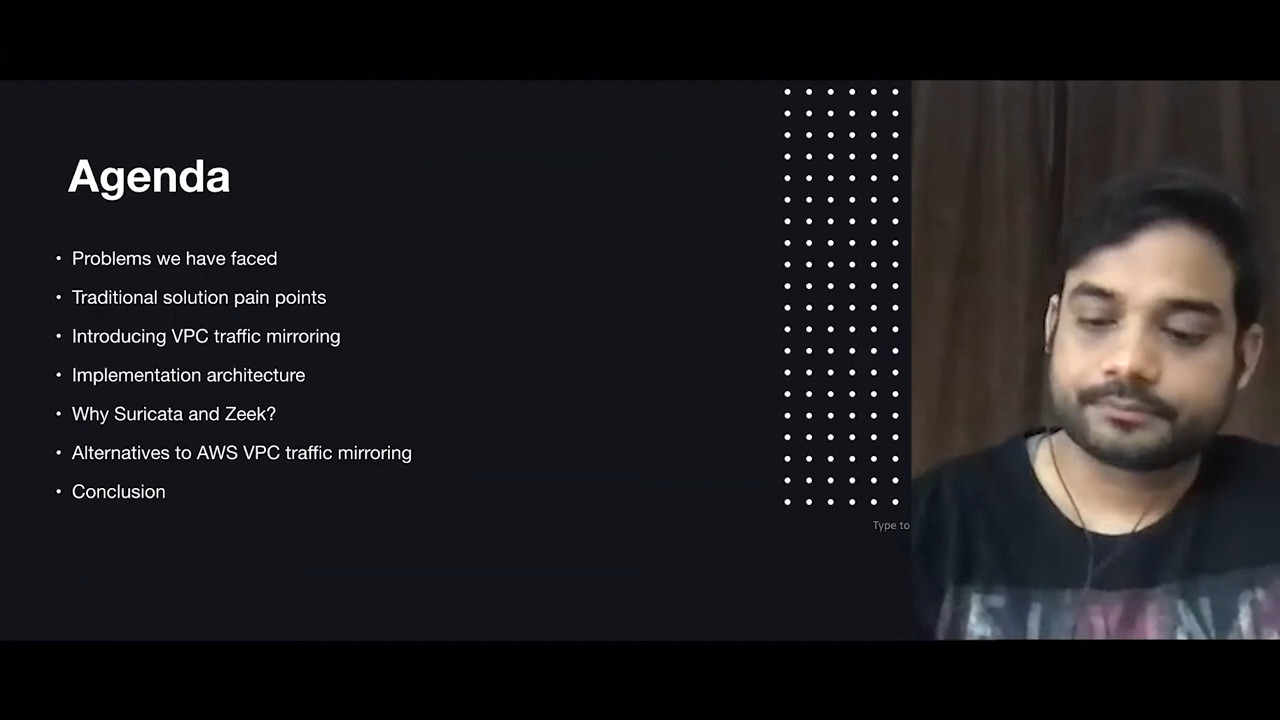 Agenda
• Problems we have faced
• Traditional solution pain points
• Introducing VPC traffic mirroring
• Implementation architecture
• Why Suricata and Zeek?
• Alternatives to AWS VPC traffic mirroring
• Conclusion
Type to